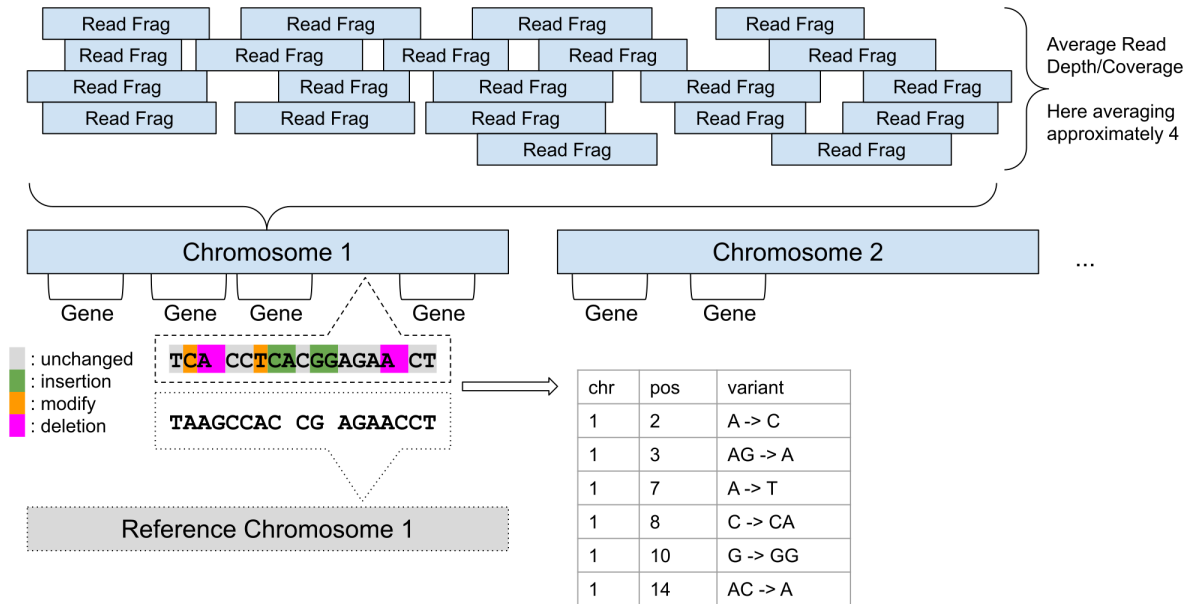 Read Frag Read Frag Read Frag Read Frag
Read Frag Read Frag Read Frag Read Frag Read Frag
Read Frag Read Frag Read Frag Read Frag Read Frag
Read Frag Read Frag Read Frag Read Frag Read Frag
Read Frag Read Frag
Average Read
Depth/Coverage
Here averaging
approximately 4
Chromosome 1
Chromosome 2
...
Gene Gene Gene Gene
Gene Gene
: unchanged
: insertion
: modify
: deletion
TCA CCTCACGGAGAA CT
TAAGCCAC CG AGAACCT
Reference Chromosome 1
chr pos variant
1 2 A -> C
1 3 AG -> A
1 7 A -> T
1 8 C -> CA
1 10 G -> GG
1 14 AC -> A